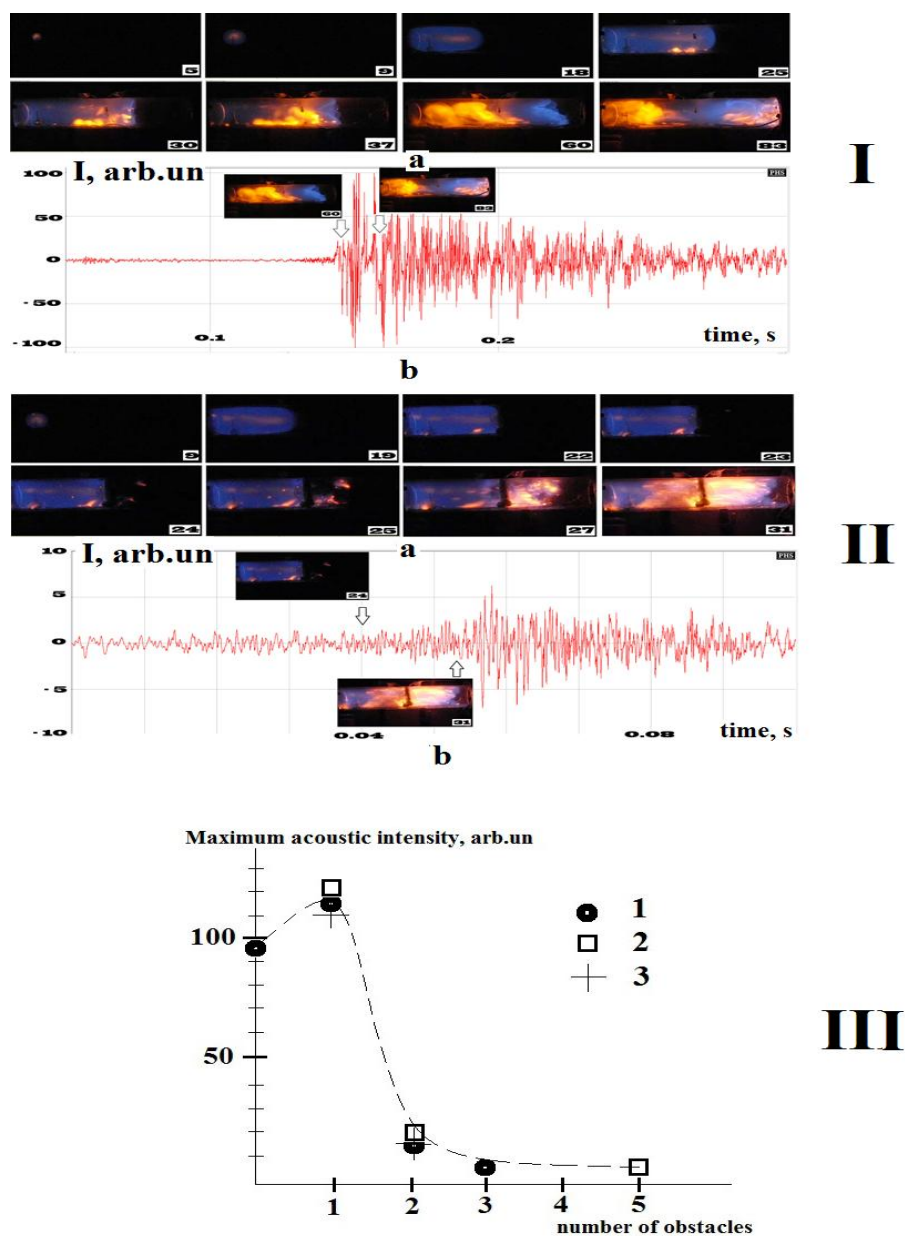 5 9 18 25
I
30 37 60 83
a
I, arb.un
PHS
100
60 83
50
0
-50
-100
0.1 0.2 time, s
b
9 19 22 23
24 25 27 31
II
I, arb.un a
10
PHS
24
5
0
-5
31
-10
0.04 0.08 time, s
b
Maximum acoustic intensity, arb.un
1
100
2
3
III
50
1 2 3 4 5
number of obstacles